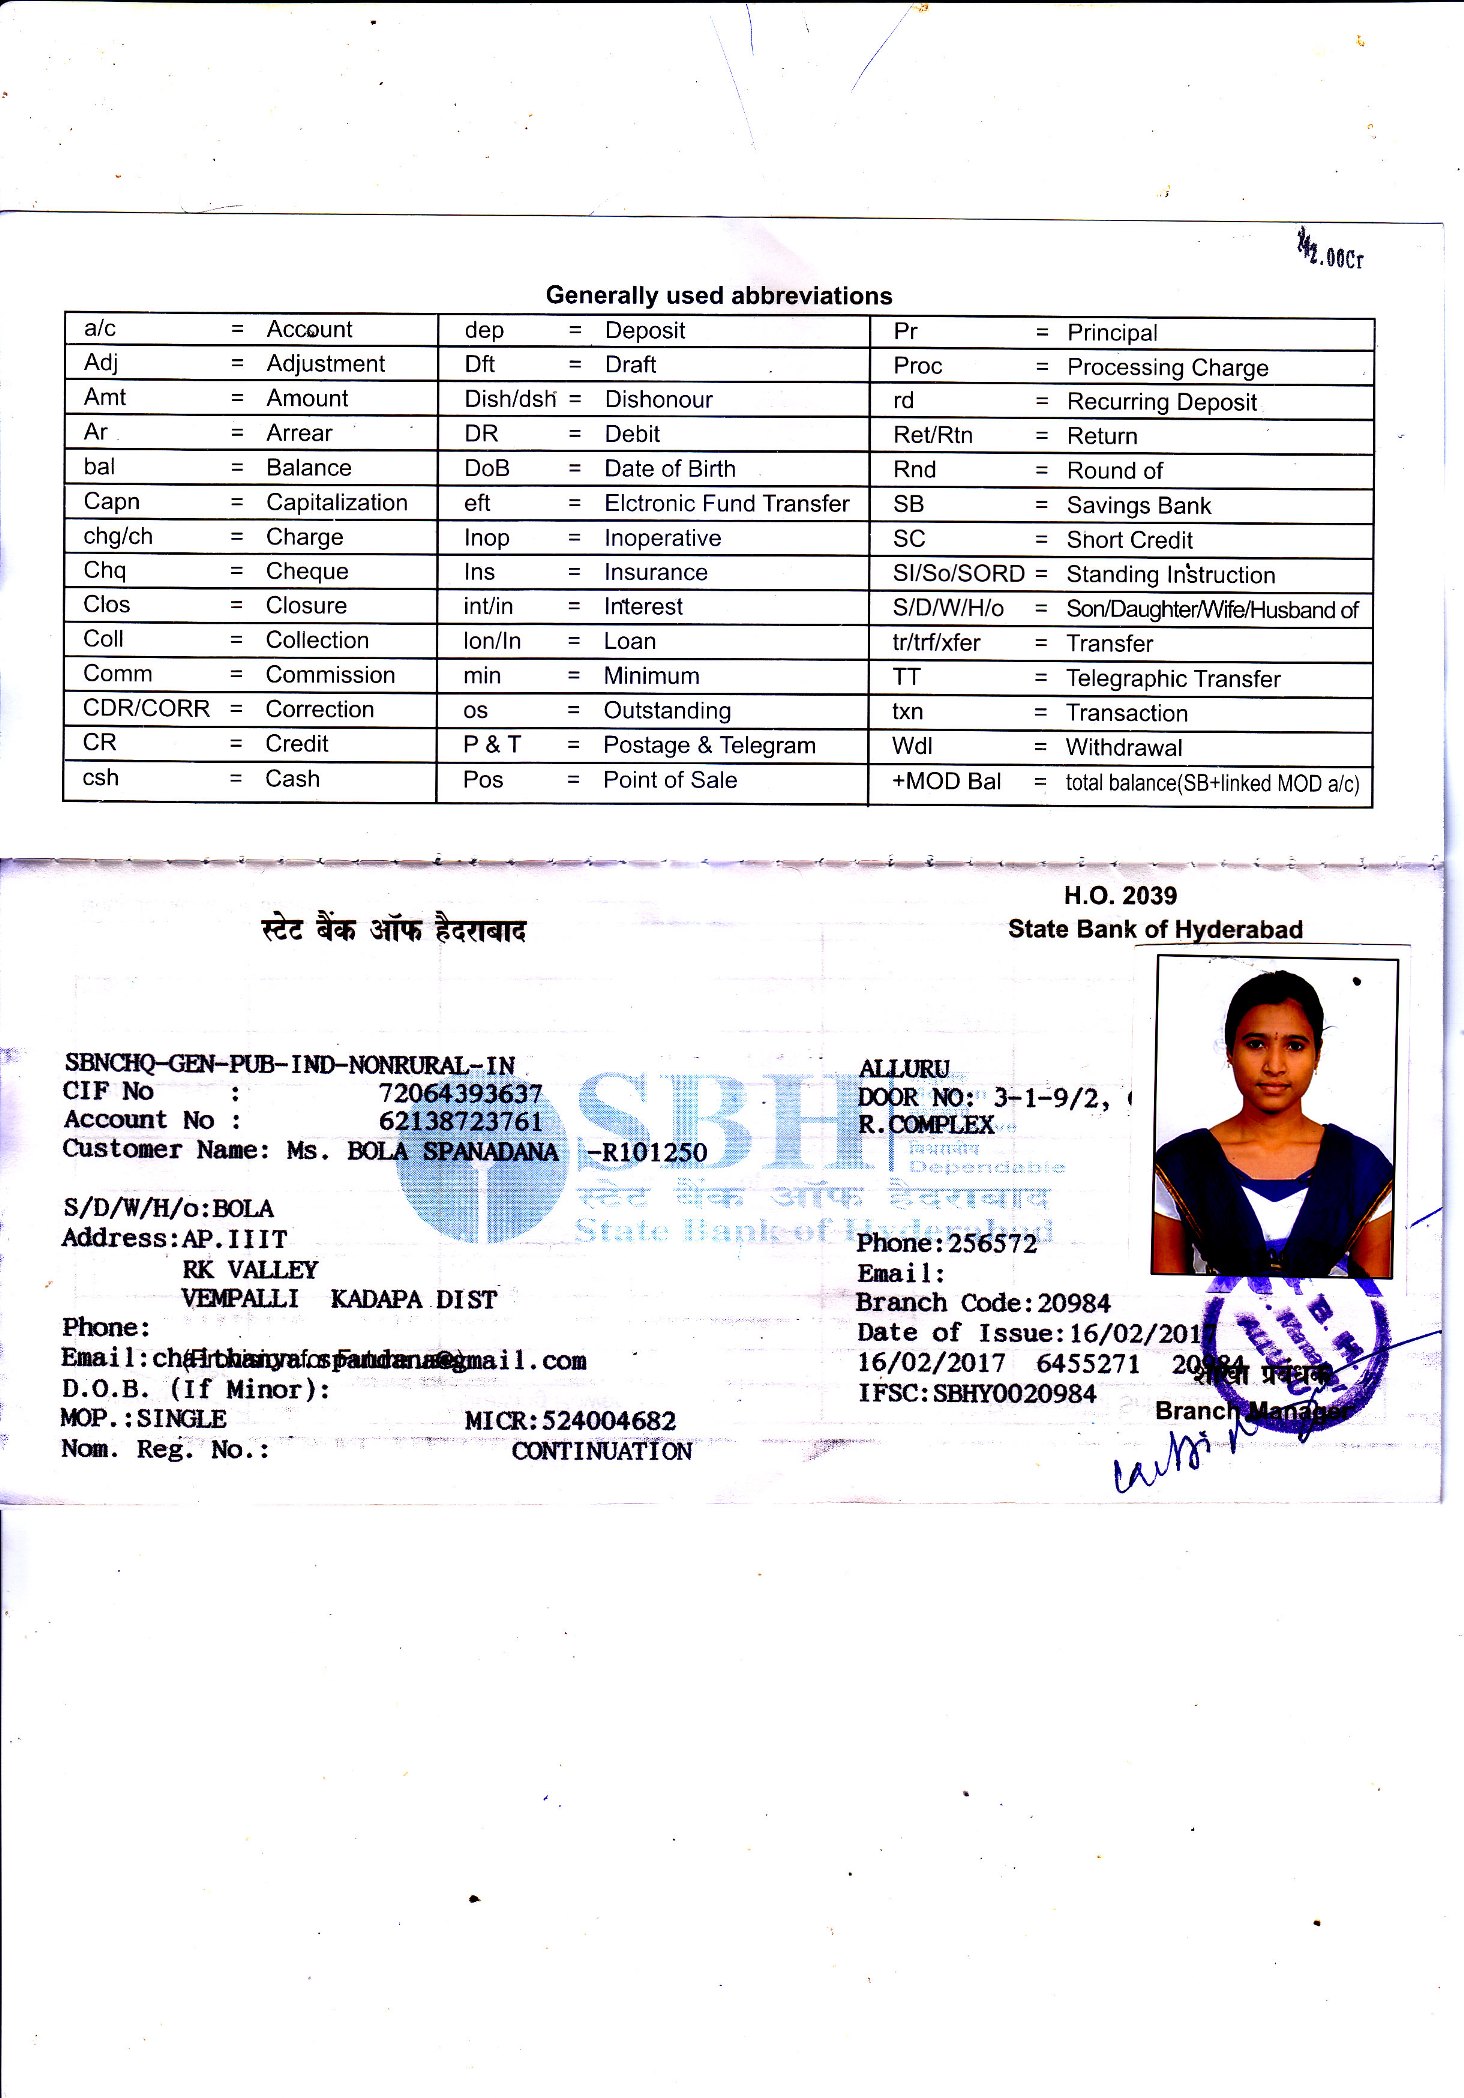 .00Cr
Generally used abbreviations
a/c = Account dep = Deposit Pr = Principal
Adj = Adjustment Dft = Draft Proc = Processing Charge
Amt = Amount Dish/dsh = Dishonour rd = Recurring Deposit
Ar = Arrear DR = Debit Ret/Rtn = Return
bal = Balance DoB = Date of Birth Rnd = Round of
Capn = Capitalization eft = Elctronic Fund Transfer SB = Savings Bank
chg/ch = Charge Inop = Inoperative SC = Short Credit
Chq = Cheque Ins = Insurance SI/So/SORD = Standing Instruction
Clos = Closure int/in = Interest S/D/W/H/o = Son/Daughter/Wife/Husband of
Coll = Collection lon/ln = Loan tr/trf/xfer = Transfer
Comm = Commission min = Minimum TT = Telegraphic Transfer
CDR/CORR = Correction os = Outstanding txn = Transaction
CR = Credit P & T = Postage & Telegram Wdl = Withdrawal
csh = Cash Pos = Point of Sale +MOD Bal = total balance(SB+linked MOD a/c)
H.O. 2039
स्टेट बैंक ऑफ हैदराबाद State Bank of Hyderabad
SBNCHQ-GEN-PUB-IND-NONRURAL-IN
CIF No : 72064393637
Account No : 62138723761
Customer Name: Ms. BOLA SPANADANA -R101250
S/D/W/H/o:BOLA
Address:AP.IIIT
RK VALLEY
VEMPALLI KADAPA DIST
Phone:
Email:chaithanya.spandana@gmail.com
D.O.B. (If Minor):
MOP.:SINGLE MICR:524004682
Nom. Reg. No.: CONTINUATION
SBH
Dependable
स्टेट बैंक ऑफ हैदराबाद
State Bank of Hyderabad
ALLURU
DOOR NO: 3-1-9/2,
R.COMPLEX
Phone:256572
Email:
Branch Code:20984
Date of Issue:16/02/2017
16/02/2017 6455271 20984
IFSC:SBHY0020984
शाखा प्रबंधक
Branch Manager